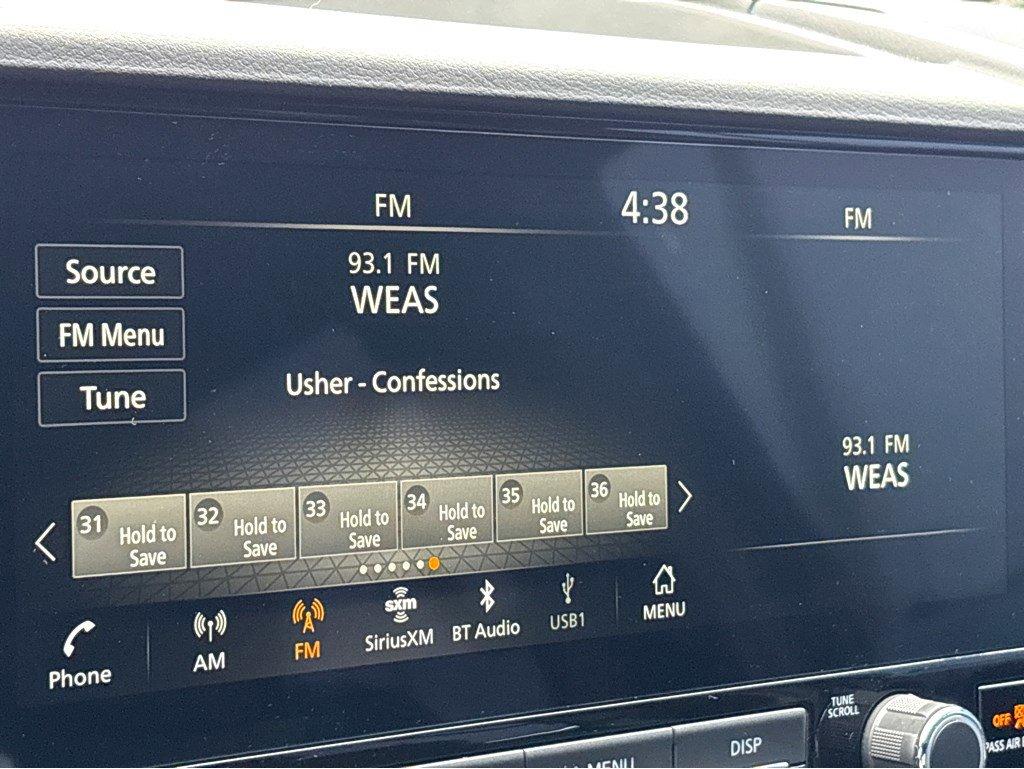 FM
4:38
FM
Source
FM Menu
Tune
93.1 FM
WEAS
Usher - Confessions
93.1 FM
WEAS
31 Hold to
Save
32 Hold to
Save
33 Hold to
Save
34 Hold to
Save
35 Hold to
Save
36 Hold to
Save
Phone
AM
FM
sxm
SiriusXM
BT Audio
USB1
MENU
TUNE
SCROLL
OFF
PASS AIR
MENU
DISP